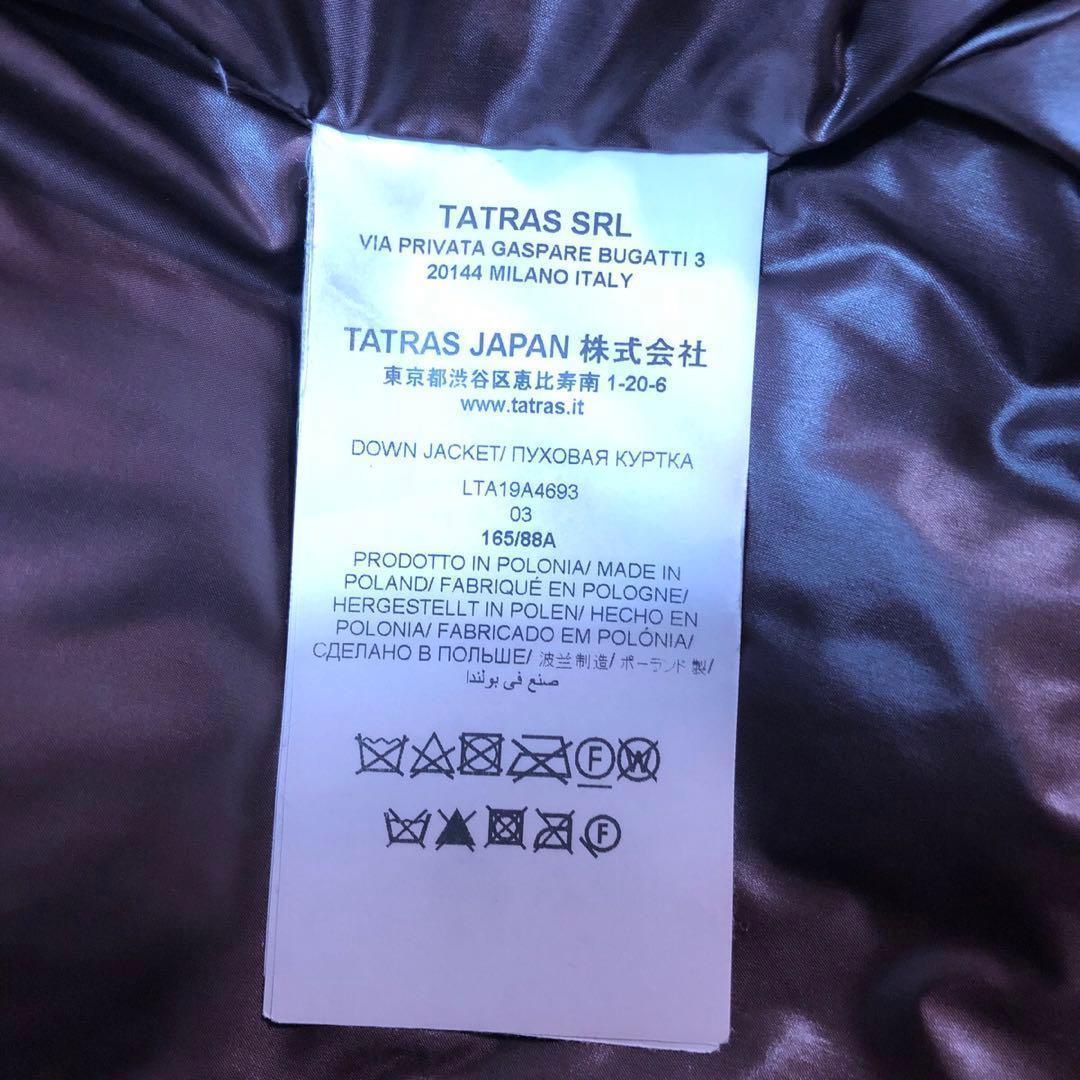 TATRAS SRL
VIA PRIVATA GASPARE BUGATTI 3
20144 MILANO ITALY
TATRAS JAPAN 株式会社
東京都渋谷区恵比寿南 1-20-6
www.tatras.it
DOWN JACKET/ ПУХОВАЯ КУРТКА
LTA19A4693
03
165/88A
PRODOTTO IN POLONIA/ MADE IN
POLAND/ FABRIQUÉ EN POLOGNE/
HERGESTELLT IN POLEN/ HECHO EN
POLONIA/ FABRICADO EM POLÓNIA/
СДЕЛАНО В ПОЛЬШЕ/ 波兰制造/ ポーランド 製/
صنع في بولندا
F W
F